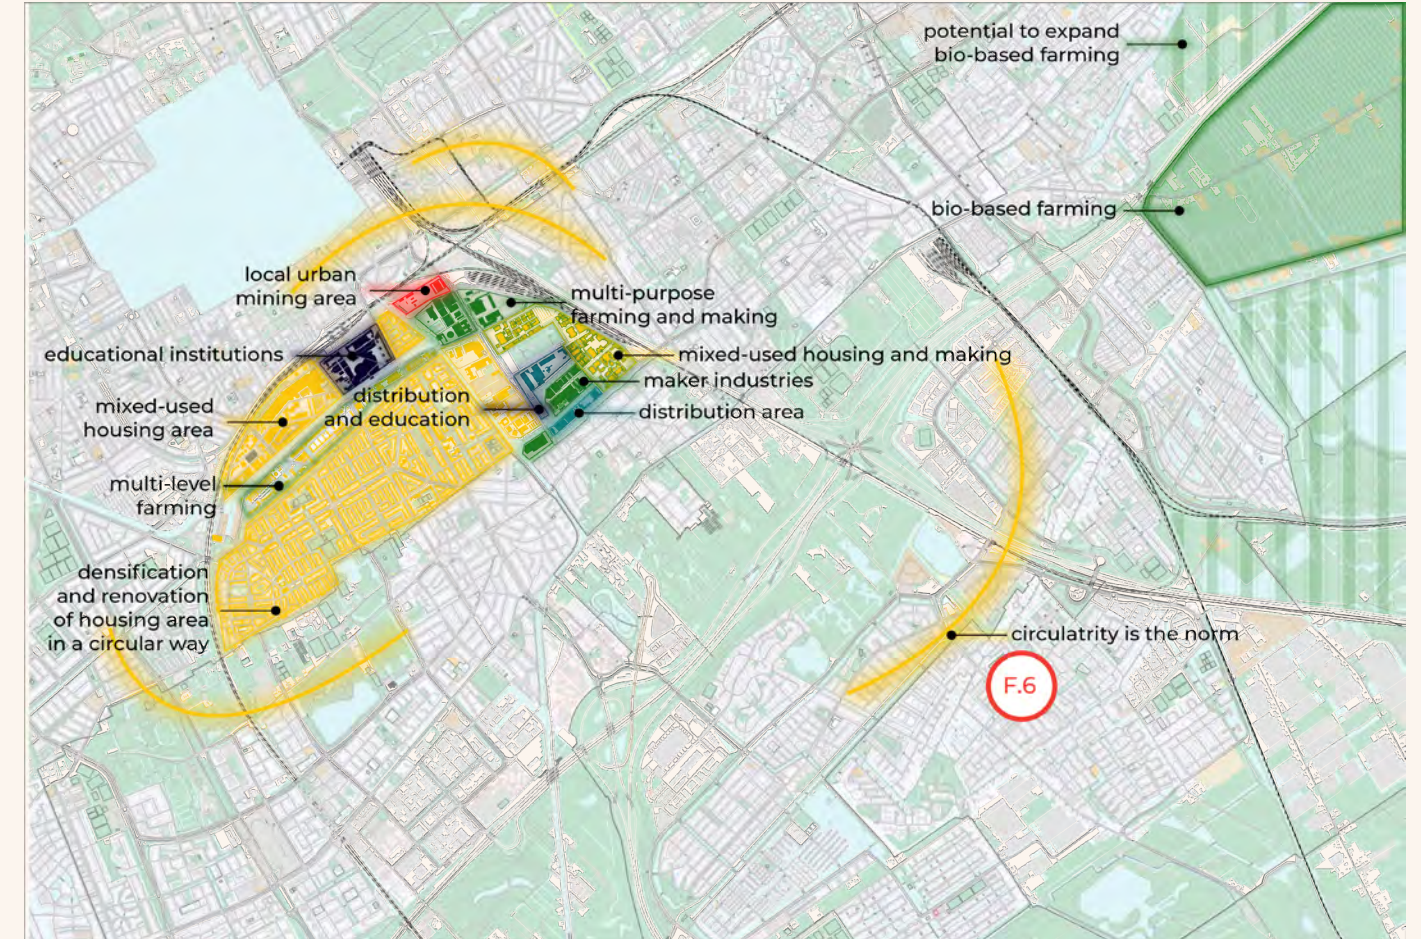 potential to expand
bio-based farming
bio-based farming
local urban
mining area
multi-purpose
farming and making
educational institutions
mixed-used housing and making
maker industries
distribution
and education
distribution area
mixed-used
housing area
multi-level
farming
densification
and renovation
of housing area
in a circular way
circulatrity is the norm
F.6